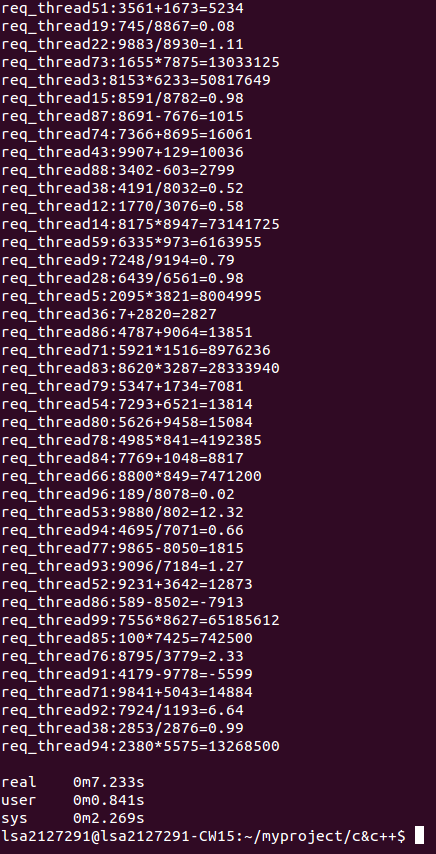 req_thread51:3561+1673=5234
req_thread19:745/8867=0.08
req_thread22:9883/8930=1.11
req_thread73:1655*7875=13033125
req_thread3:8153*6233=50817649
req_thread15:8591/8782=0.98
req_thread87:8691-7676=1015
req_thread74:7366+8695=16061
req_thread43:9907+129=10036
req_thread88:3402-603=2799
req_thread38:4191/8032=0.52
req_thread12:1770/3076=0.58
req_thread14:8175*8947=73141725
req_thread59:6335*973=6163955
req_thread9:7248/9194=0.79
req_thread28:6439/6561=0.98
req_thread5:2095*3821=8004995
req_thread36:7+2820=2827
req_thread86:4787+9064=13851
req_thread71:5921*1516=8976236
req_thread83:8620*3287=28333940
req_thread79:5347+1734=7081
req_thread54:7293+6521=13814
req_thread80:5626+9458=15084
req_thread78:4985*841=4192385
req_thread84:7769+1048=8817
req_thread66:8800*849=7471200
req_thread96:189/8078=0.02
req_thread53:9880/802=12.32
req_thread94:4695/7071=0.66
req_thread77:9865-8050=1815
req_thread93:9096/7184=1.27
req_thread52:9231+3642=12873
req_thread86:589-8502=-7913
req_thread99:7556*8627=65185612
req_thread85:100*7425=742500
req_thread76:8795/3779=2.33
req_thread91:4179-9778=-5599
req_thread71:9841+5043=14884
req_thread92:7924/1193=6.64
req_thread38:2853/2876=0.99
req_thread94:2380*5575=13268500
real 0m7.233s
user 0m0.841s
sys 0m2.269s
lsa2127291@lsa2127291-CW15:~/myproject/c&c++$